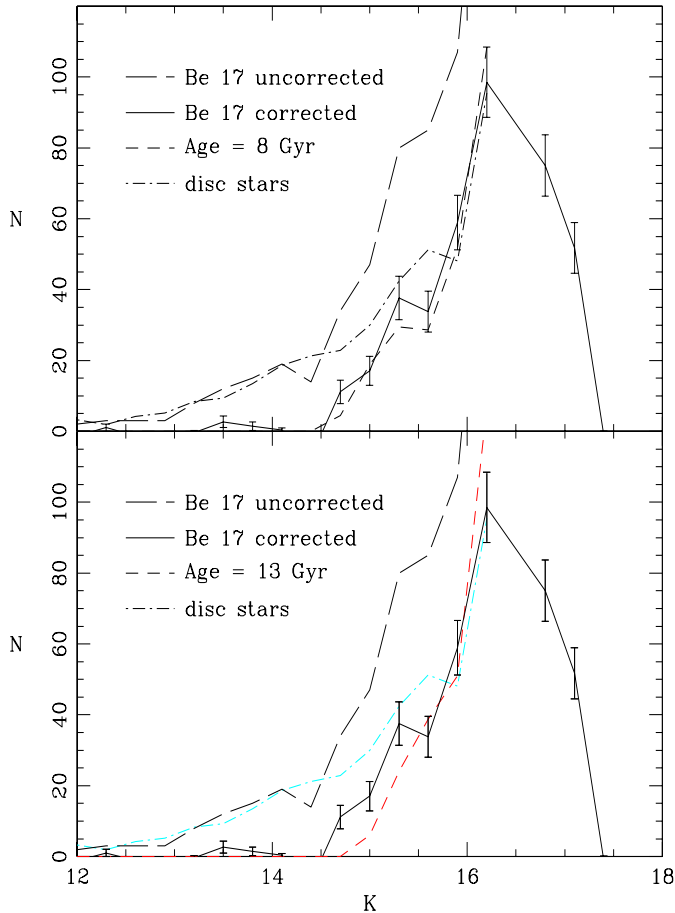 100
80
60
40
20
0
N
Be 17 uncorrected
Be 17 corrected
Age = 8 Gyr
disc stars
100
80
60
40
20
0
N
Be 17 uncorrected
Be 17 corrected
Age = 13 Gyr
disc stars
12
14
16
18
K